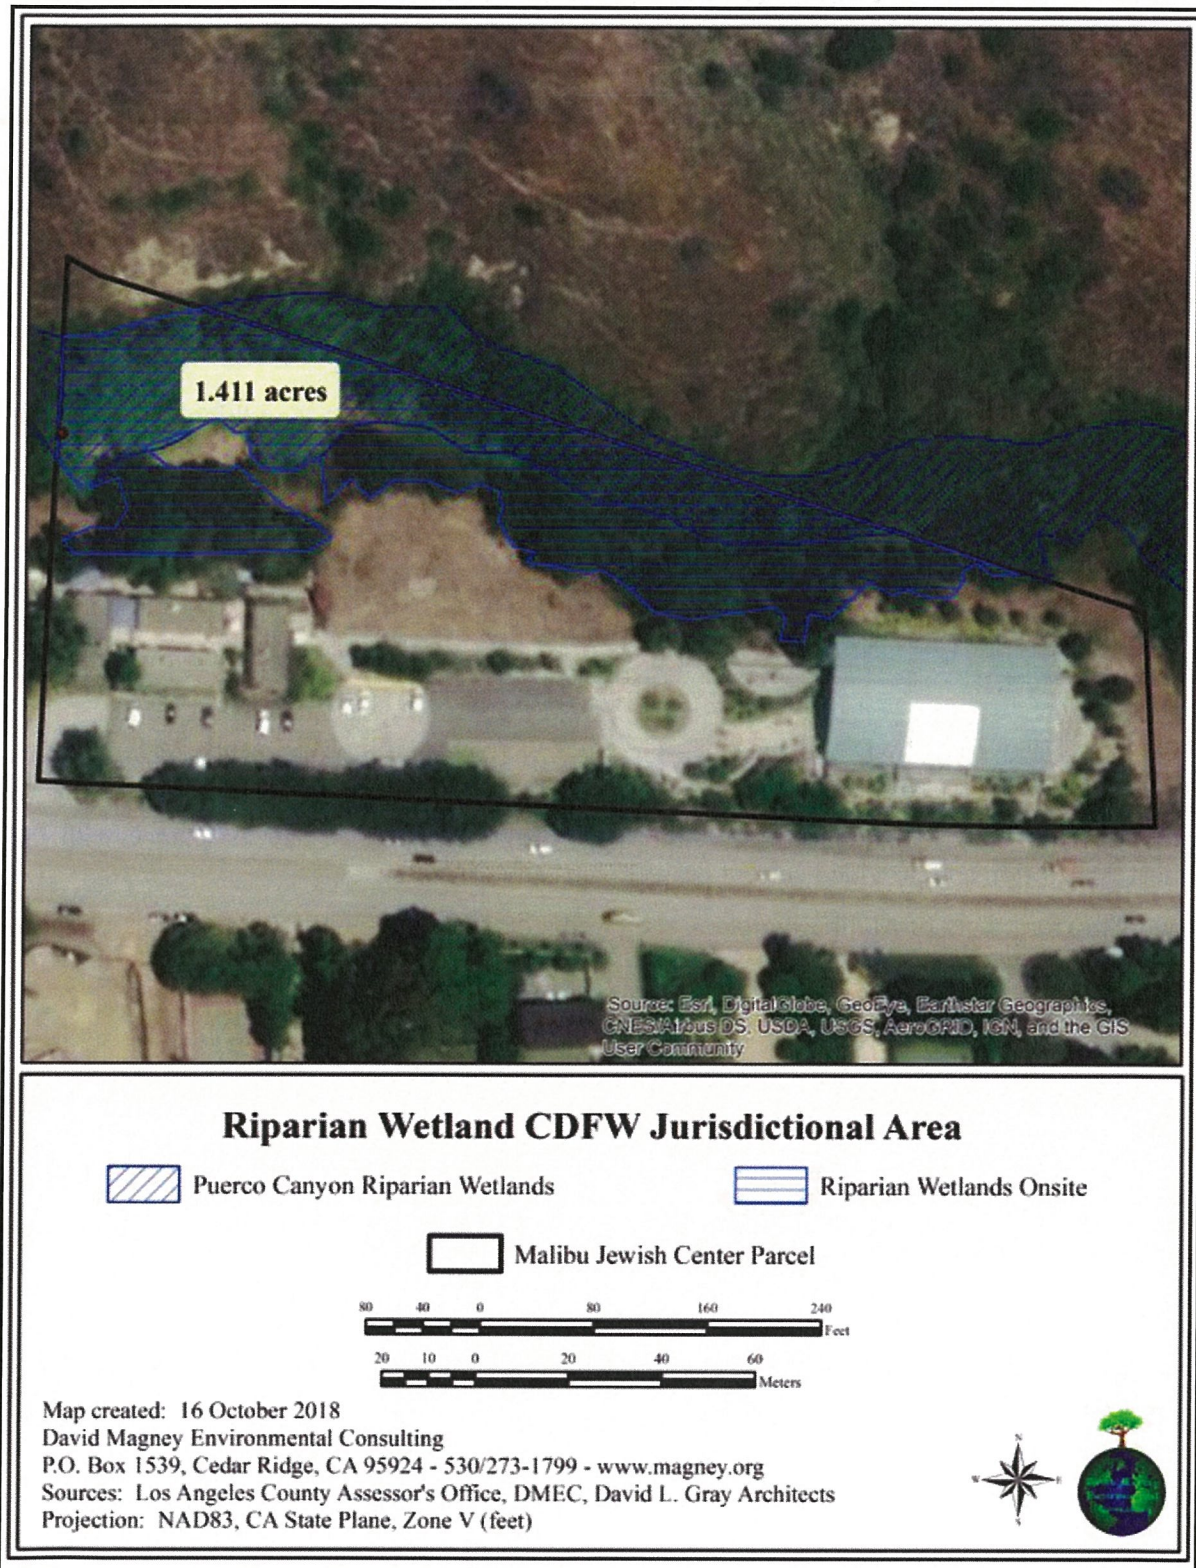 1.411 acres
Source: Esri, DigitalGlobe, GeoEye, Earthstar Geographics,
CNES/Airbus DS, USDA, USGS, AeroGRID, IGN, and the GIS
User Community
Riparian Wetland CDFW Jurisdictional Area
Puerco Canyon Riparian Wetlands
Riparian Wetlands Onsite
Malibu Jewish Center Parcel
80 40 0 80 160 240
Feet
20 10 0 20 40 60
Meters
Map created: 16 October 2018
David Magney Environmental Consulting
P.O. Box 1539, Cedar Ridge, CA 95924 - 530/273-1799 - www.magney.org
Sources: Los Angeles County Assessor's Office, DMEC, David L. Gray Architects
Projection: NAD83, CA State Plane, Zone V (feet)
N
W E
S